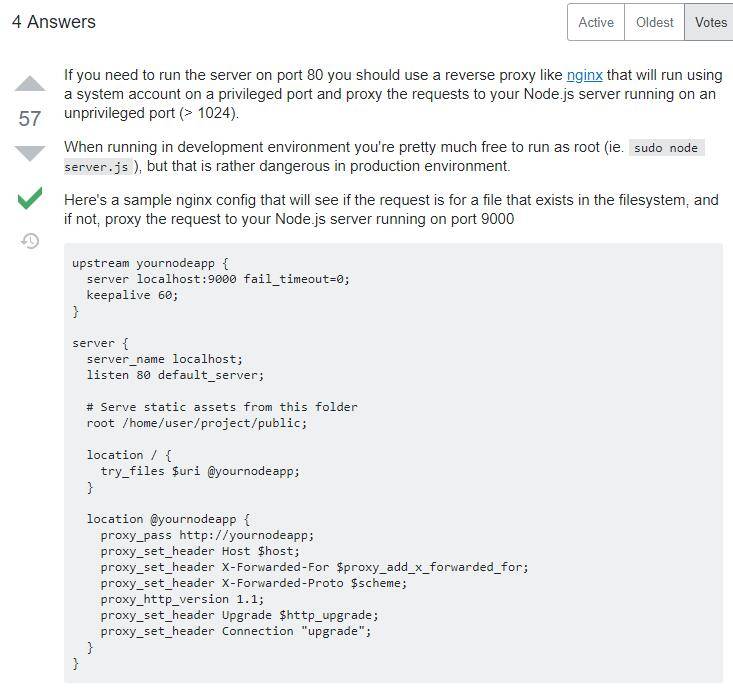 4 Answers
Active Oldest Votes
If you need to run the server on port 80 you should use a reverse proxy like nginx that will run using
a system account on a privileged port and proxy the requests to your Node.js server running on an
57
unprivileged port (> 1024).
When running in development environment you're pretty much free to run as root (ie. sudo node
server.js ), but that is rather dangerous in production environment.
Here's a sample nginx config that will see if the request is for a file that exists in the filesystem, and
if not, proxy the request to your Node.js server running on port 9000
upstream yournodeapp {
  server localhost:9000 fail_timeout=0;
  keepalive 60;
}
server {
  server_name localhost;
  listen 80 default_server;
  # Serve static assets from this folder
  root /home/user/project/public;
  location / {
    try_files $uri @yournodeapp;
  }
  location @yournodeapp {
    proxy_pass http://yournodeapp;
    proxy_set_header Host $host;
    proxy_set_header X-Forwarded-For $proxy_add_x_forwarded_for;
    proxy_set_header X-Forwarded-Proto $scheme;
    proxy_http_version 1.1;
    proxy_set_header Upgrade $http_upgrade;
    proxy_set_header Connection "upgrade";
  }
}